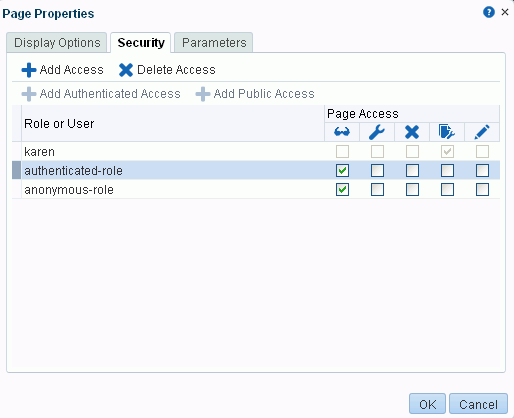 Page Properties
Display Options Security Parameters
Add Access Delete Access
Add Authenticated Access Add Public Access
Role or User Page Access
karen
authenticated-role
anonymous-role
OK Cancel